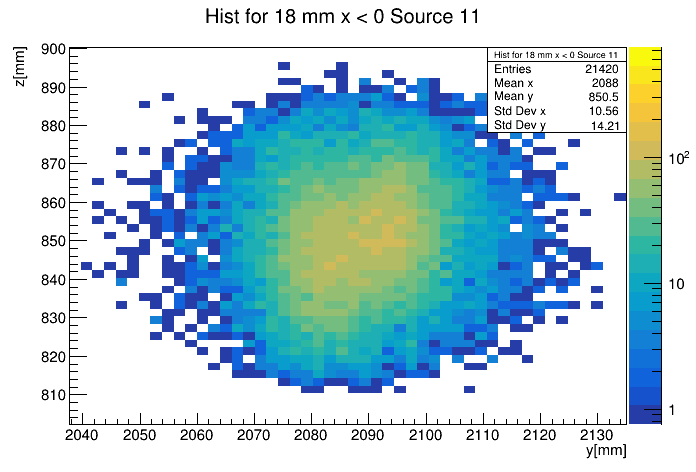 Hist for 18 mm x < 0 Source 11
z[mm]
900
890
880
870
860
850
840
830
820
810
Hist for 18 mm x < 0 Source 11
Entries 21420
Mean x 2088
Mean y 850.5
Std Dev x 10.56
Std Dev y 14.21
10²
10
1
2040 2050 2060 2070 2080 2090 2100 2110 2120 2130
y[mm]